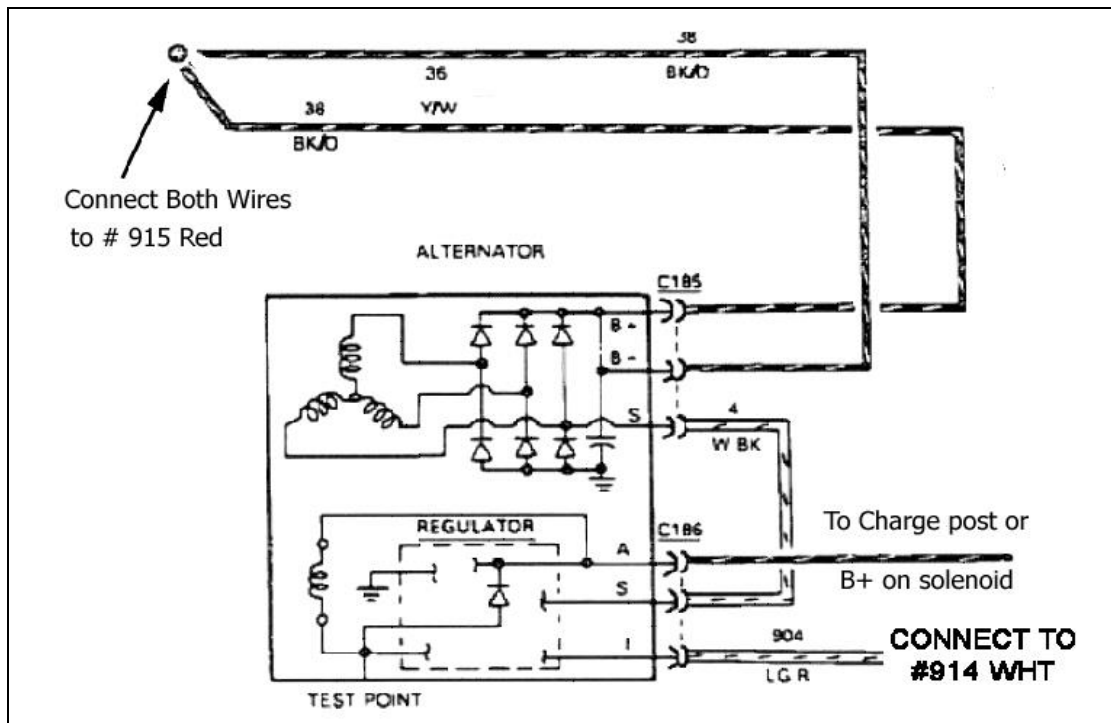 38
BK/O
36
Y/W
38
BK/O
Connect Both Wires
to # 915 Red
ALTERNATOR
C185
B+
B-
S
4
W BK
REGULATOR
C186
A
S
I
To Charge post or
B+ on solenoid
904
LG R
CONNECT TO
#914 WHT
TEST POINT